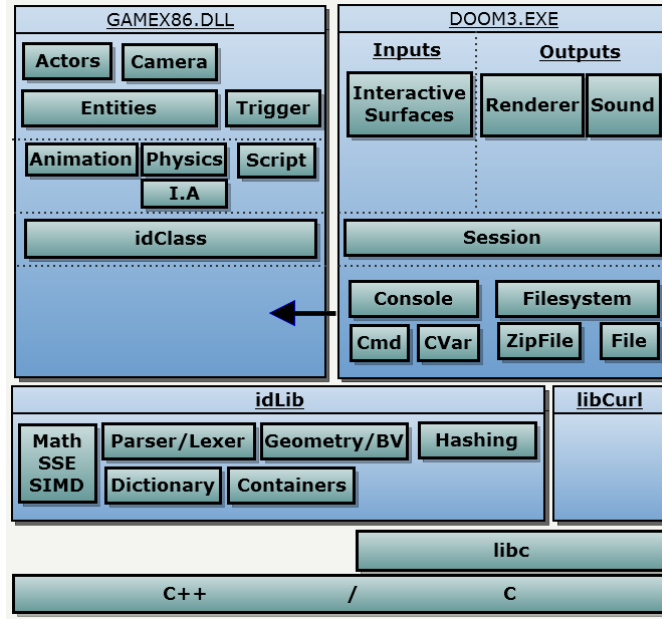 GAMEX86.DLL
Actors
Camera
Entities
Trigger
Animation
Physics
Script
I.A
idClass
DOOM3.EXE
Inputs
Outputs
Interactive
Surfaces
Renderer
Sound
Session
Console
Filesystem
Cmd
CVar
ZipFile
File
idLib
Math
SSE
SIMD
Parser/Lexer
Geometry/BV
Hashing
Dictionary
Containers
libCurl
libc
C++ / C